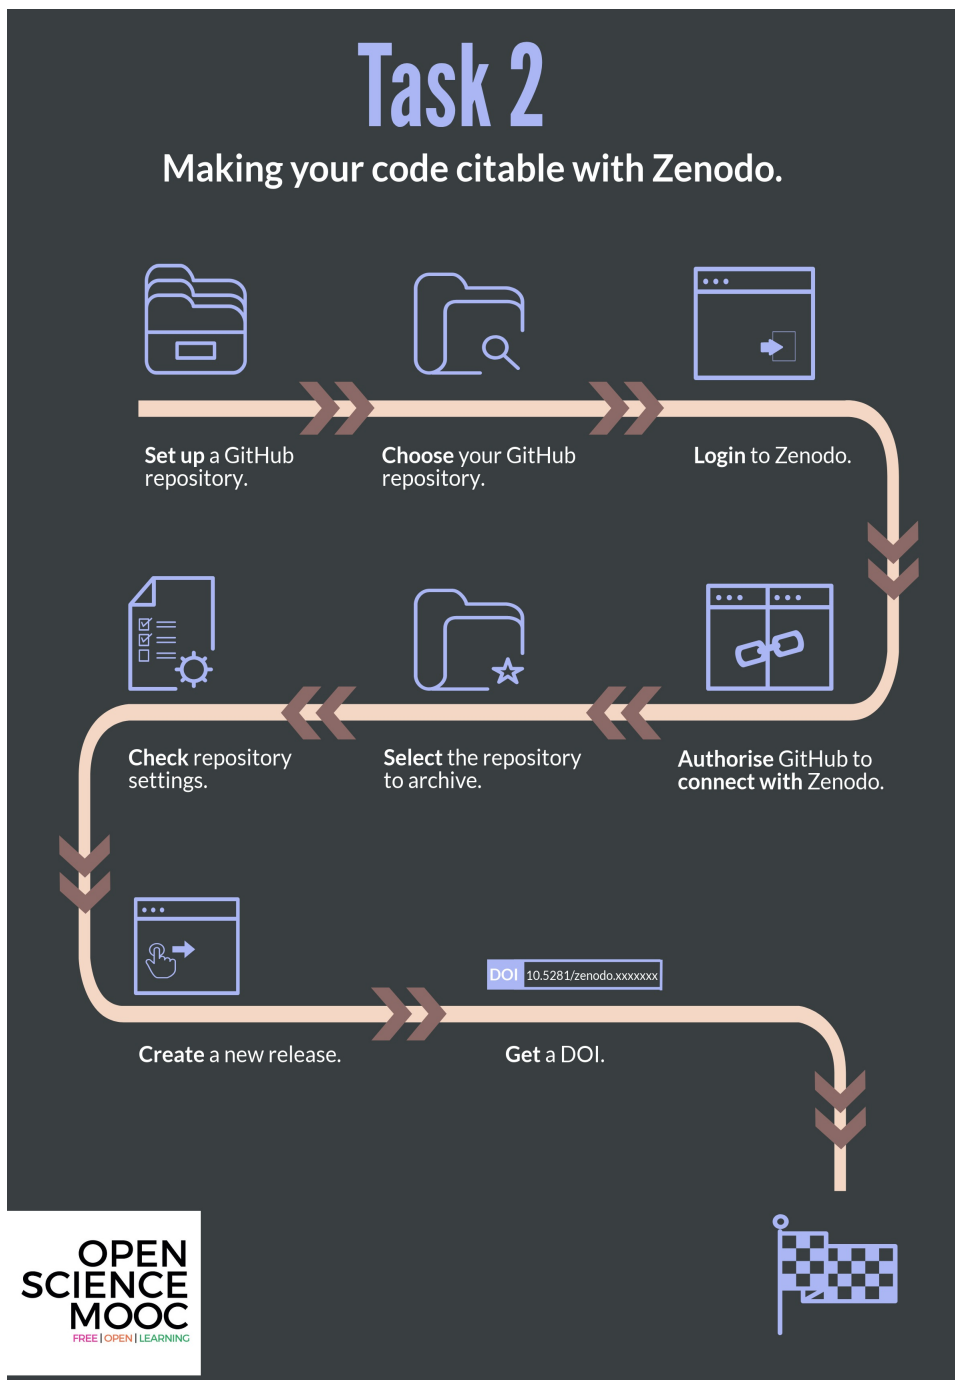 Task 2
Making your code citable with Zenodo.
Set up a GitHub
repository.
Choose your GitHub
repository.
Login to Zenodo.
Authorise GitHub to
connect with Zenodo.
Select the repository
to archive.
Check repository
settings.
Create a new release.
DOI 10.5281/zenodo.xxxxxxx
Get a DOI.
OPEN
SCIENCE
MOOC
FREE | OPEN | LEARNING